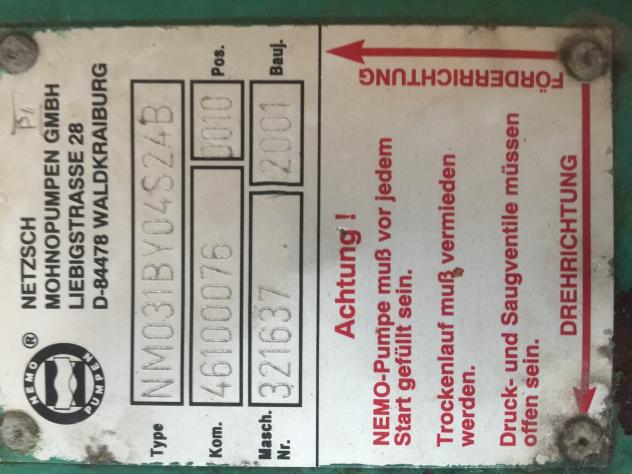 NEMO ®
PUMPEN
NETZSCH
MOHNOPUMPEN GMBH
LIEBIGSTRASSE 28
D-84478 WALDKRAIBURG
Type NM031BY04S24B
Kom. 46100076 Pos. 0010
Masch. Nr. 321637 Bauj. 2001
Achtung !
NEMO-Pumpe muß vor jedem
Start gefüllt sein.
Trockenlauf muß vermieden
werden.
Druck- und Saugventile müssen
offen sein.
DREHRICHTUNG
FÖRDERRICHTUNG